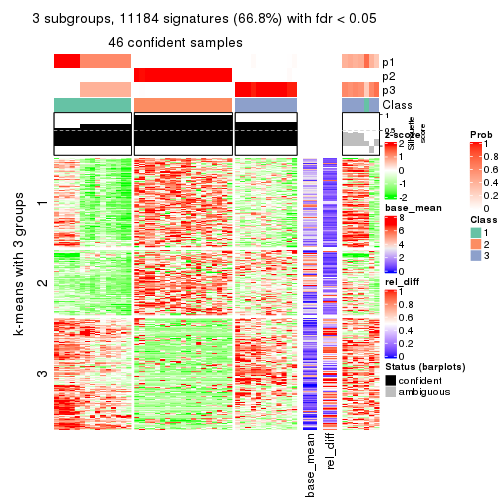 3 subgroups, 11184 signatures (66.8%) with fdr < 0.05
46 confident samples
p1
p2
p3
Class
1
0.5
0
Silhouette
score
k-means with 3 groups
1
2
3
base_mean
rel_diff
z-score
2
1
0
-1
-2
base_mean
8
6
4
2
0
rel_diff
1
0.8
0.6
0.4
0.2
0
Status (barplots)
confident
ambiguous
Prob
1
0.8
0.6
0.4
0.2
0
Class
1
2
3